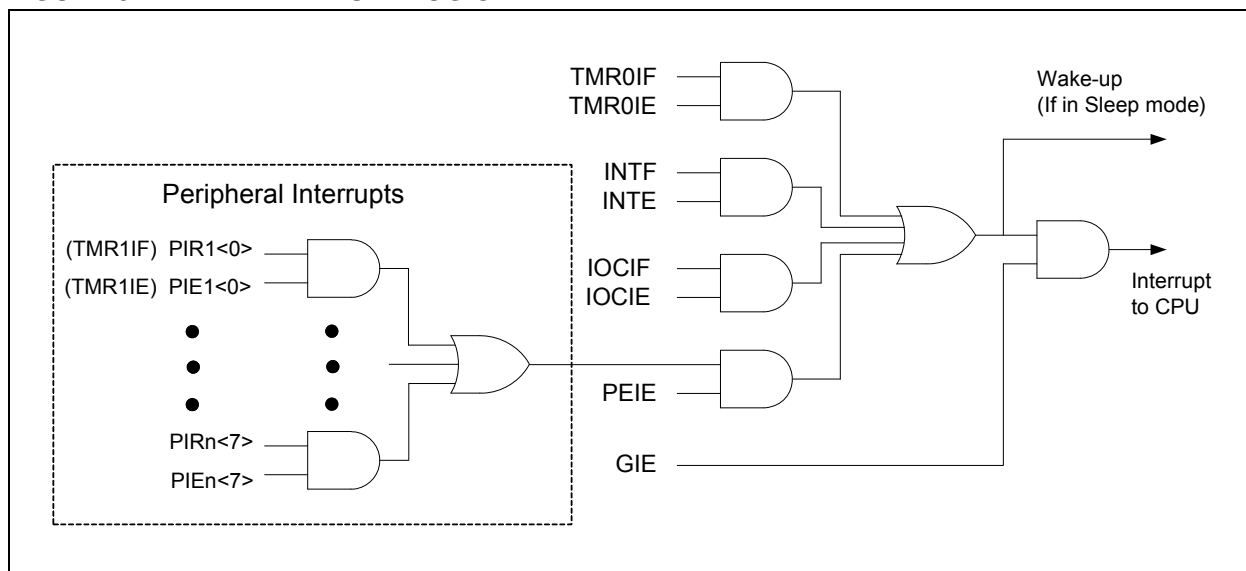 TMR0IF
TMR0IE
Wake-up
(If in Sleep mode)
INTF
INTE
Peripheral Interrupts
(TMR1IF) PIR1<0>
(TMR1IE) PIE1<0>
IOCIF
IOCIE
Interrupt
to CPU
PEIE
PIRn<7>
PIEn<7>
GIE